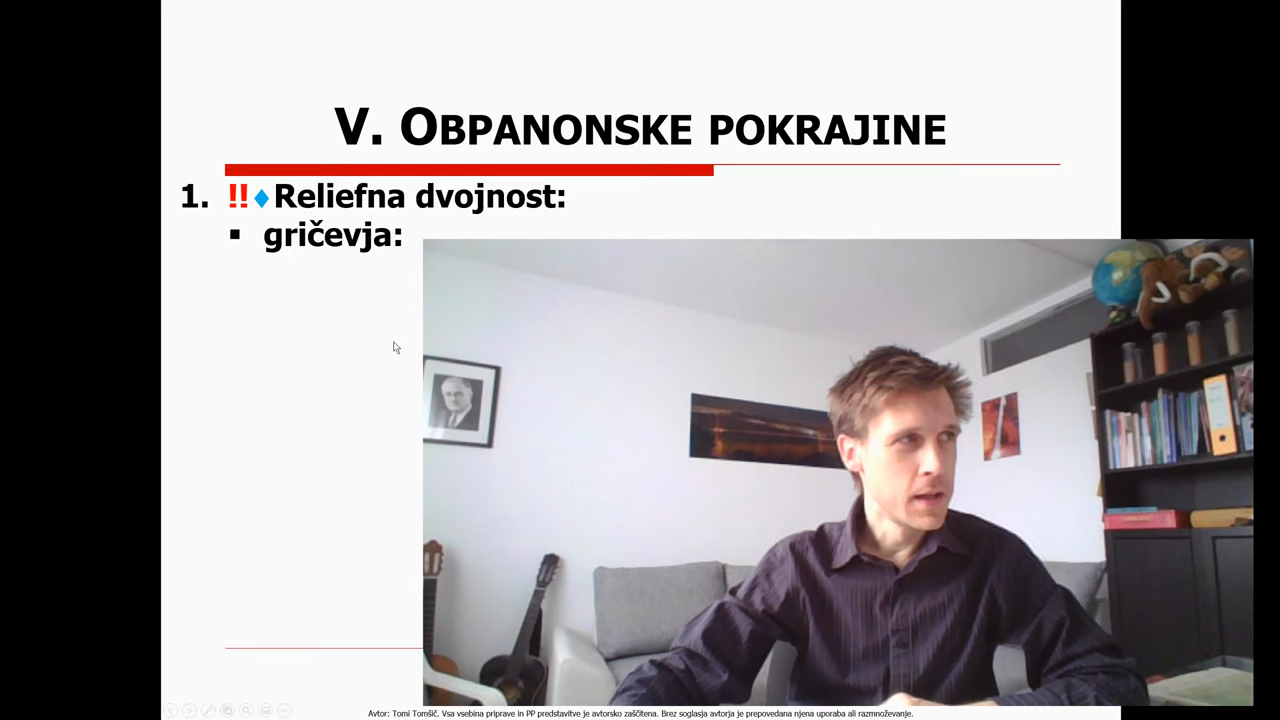 V. OBPANONSKE POKRAJINE
1. !!♦Reliefna dvojnost:
▪ gričevja:
Avtor: Tomi Tomšič. Vsa vsebina priprave in PP predstavitve je avtorsko zaščitena. Brez soglasja avtorja je prepovedana njena uporaba ali razmnoževanje.